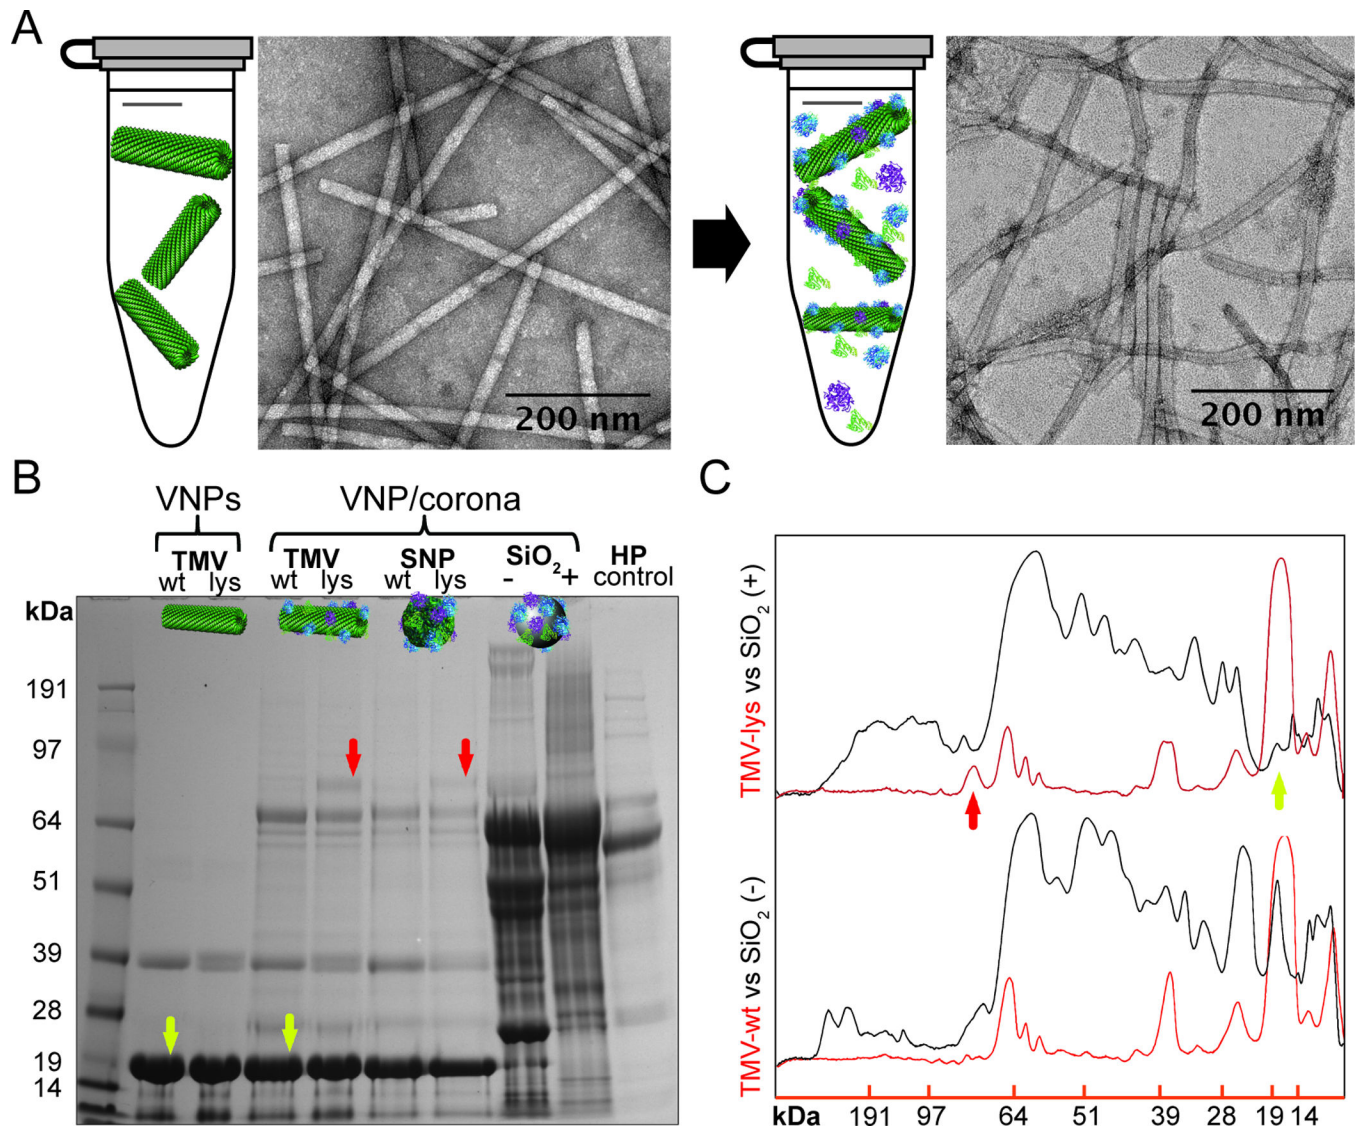 A
200 nm
200 nm
B
VNPs
VNP/corona
TMV
TMV
SNP
SiO2
HP
wt lys
wt lys
wt lys
- +
control
kDa
191
97
64
51
39
28
19
14
C
TMV-lys vs SiO2 (+)
TMV-wt vs SiO2 (-)
kDa 191 97 64 51 39 28 19 14